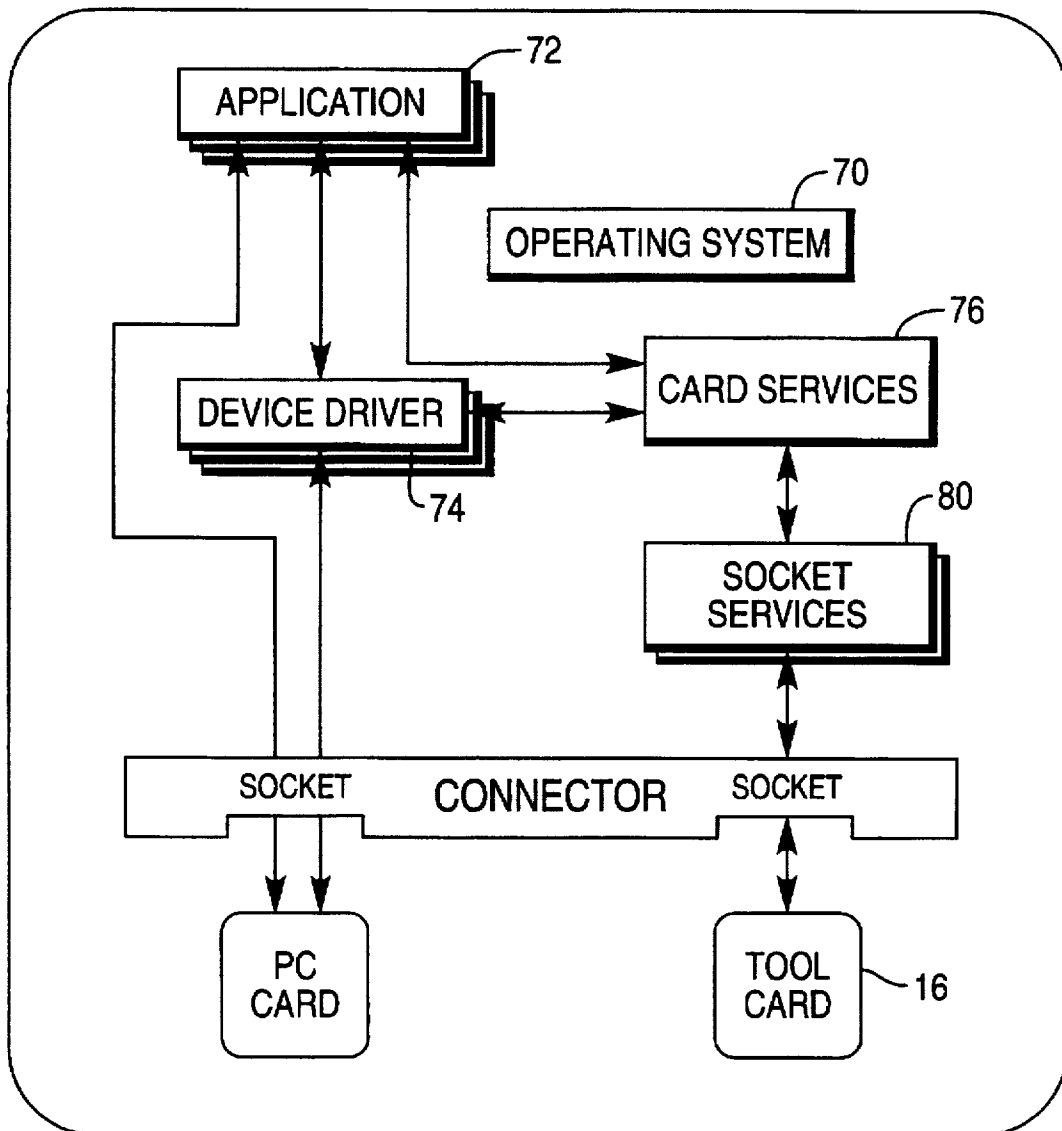 72
APPLICATION
70
OPERATING SYSTEM
76
CARD SERVICES
DEVICE DRIVER
74
80
SOCKET
SERVICES
SOCKET
CONNECTOR
SOCKET
PC
CARD
TOOL
CARD
16